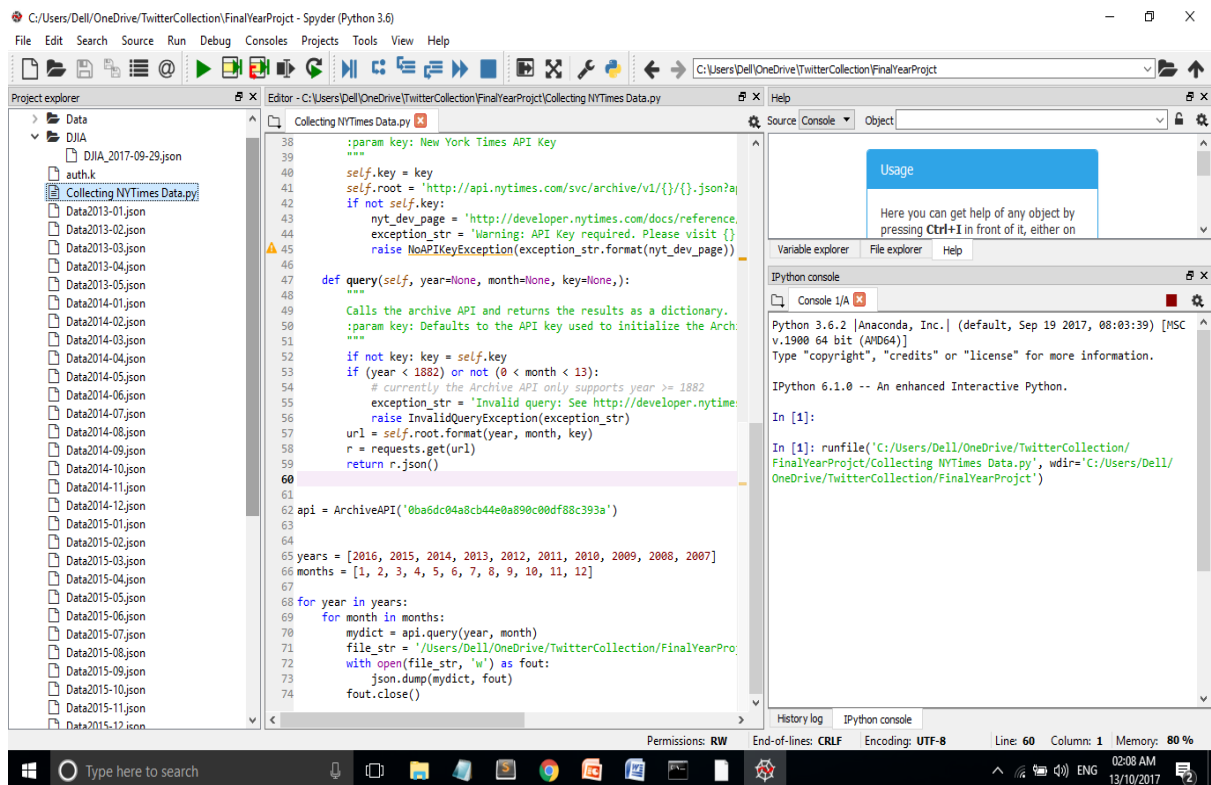 C:/Users/Dell/OneDrive/TwitterCollection\FinalYearProjct - Spyder (Python 3.6)
File Edit Search Source Run Debug Consoles Projects Tools View Help
C:\Users\Dell\OneDrive\TwitterCollection\FinalYearProjct
Project explorer
Data
DJIA
DJIA_2017-09-29.json
auth.k
Collecting NYTimes Data.py
Data2013-01.json
Data2013-02.json
Data2013-03.json
Data2013-04.json
Data2013-05.json
Data2014-01.json
Data2014-02.json
Data2014-03.json
Data2014-04.json
Data2014-05.json
Data2014-06.json
Data2014-07.json
Data2014-08.json
Data2014-09.json
Data2014-10.json
Data2014-11.json
Data2014-12.json
Data2015-01.json
Data2015-02.json
Data2015-03.json
Data2015-04.json
Data2015-05.json
Data2015-06.json
Data2015-07.json
Data2015-08.json
Data2015-09.json
Data2015-10.json
Data2015-11.json
Data2015-12.json
Editor - C:\Users\Dell\OneDrive\TwitterCollection\FinalYearProjct\Collecting NYTimes Data.py
Collecting NYTimes Data.py
38 :param key: New York Times API Key
39 """
40 self.key = key
41 self.root = 'http://api.nytimes.com/svc/archive/v1/{}/{}.json?a
42 if not self.key:
43 nyt_dev_page = 'http://developer.nytimes.com/docs/reference/
44 exception_str = 'Warning: API Key required. Please visit {}
45 raise NoAPIKeyException(exception_str.format(nyt_dev_page))
46
47 def query(self, year=None, month=None, key=None,):
48 """
49 Calls the archive API and returns the results as a dictionary.
50 :param key: Defaults to the API key used to initialize the Arch
51 """
52 if not key: key = self.key
53 if (year < 1882) or not (0 < month < 13):
54 # currently the Archive API only supports year >= 1882
55 exception_str = 'Invalid query: See http://developer.nytime
56 raise InvalidQueryException(exception_str)
57 url = self.root.format(year, month, key)
58 r = requests.get(url)
59 return r.json()
60
61
62 api = ArchiveAPI('0ba6dc04a8cb44e0a890c00df88c393a')
63
64
65 years = [2016, 2015, 2014, 2013, 2012, 2011, 2010, 2009, 2008, 2007]
66 months = [1, 2, 3, 4, 5, 6, 7, 8, 9, 10, 11, 12]
67
68 for year in years:
69 for month in months:
70 mydict = api.query(year, month)
71 file_str = '/Users/Dell/OneDrive/TwitterCollection/FinalYearPro
72 with open(file_str, 'w') as fout:
73 json.dump(mydict, fout)
74 fout.close()
Help
Source Console Object
Usage
Here you can get help of any object by
pressing Ctrl+I in front of it, either on
Variable explorer File explorer Help
IPython console
Console 1/A
Python 3.6.2 |Anaconda, Inc.| (default, Sep 19 2017, 08:03:39) [MSC
v.1900 64 bit (AMD64)]
Type "copyright", "credits" or "license" for more information.
IPython 6.1.0 -- An enhanced Interactive Python.
In [1]:
In [1]: runfile('C:/Users/Dell/OneDrive/TwitterCollection/
FinalYearProjct/Collecting NYTimes Data.py', wdir='C:/Users/Dell/
OneDrive/TwitterCollection/FinalYearProjct')
History log IPython console
Permissions: RW End-of-lines: CRLF Encoding: UTF-8 Line: 60 Column: 1 Memory: 80 %
Type here to search
ENG
02:08 AM
13/10/2017
2